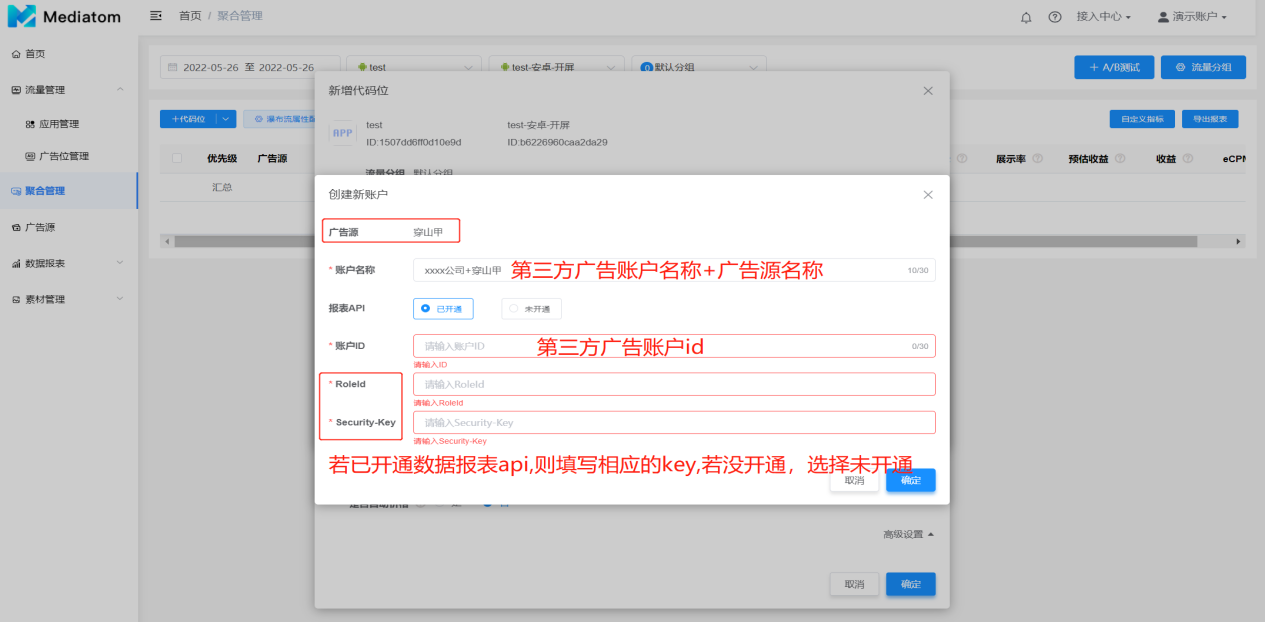 Mediatom
首页 / 聚合管理
接入中心
演示账户
首页
流量管理
应用管理
广告位管理
聚合管理
广告源
数据报表
素材管理
2022-05-26 至 2022-05-26
test
test-安卓-开屏
默认分组
+ A/B测试
流量分组
+代码位
瀑布流属性配
自定义指标
导出报表
优先级 广告源
展示率 预估收益 收益 eCPM
汇总
新增代码位
APP
test
ID:1507dd6ff0d10e9d
test-安卓-开屏
ID:b6226960caa2da29
流量分组 默认分组
创建新账户
广告源 穿山甲
* 账户名称 xxxx公司+穿山甲 第三方广告账户名称+广告源名称 10/30
报表API 已开通 未开通
* 账户ID 请输入账户ID 第三方广告账户id 0/30
请输入ID
* RoleId 请输入RoleId
请输入RoleId
* Security-Key 请输入Security-Key
请输入Security-Key
若已开通数据报表api,则填写相应的key,若没开通，选择未开通
取消 确定
高级设置
取消 确定